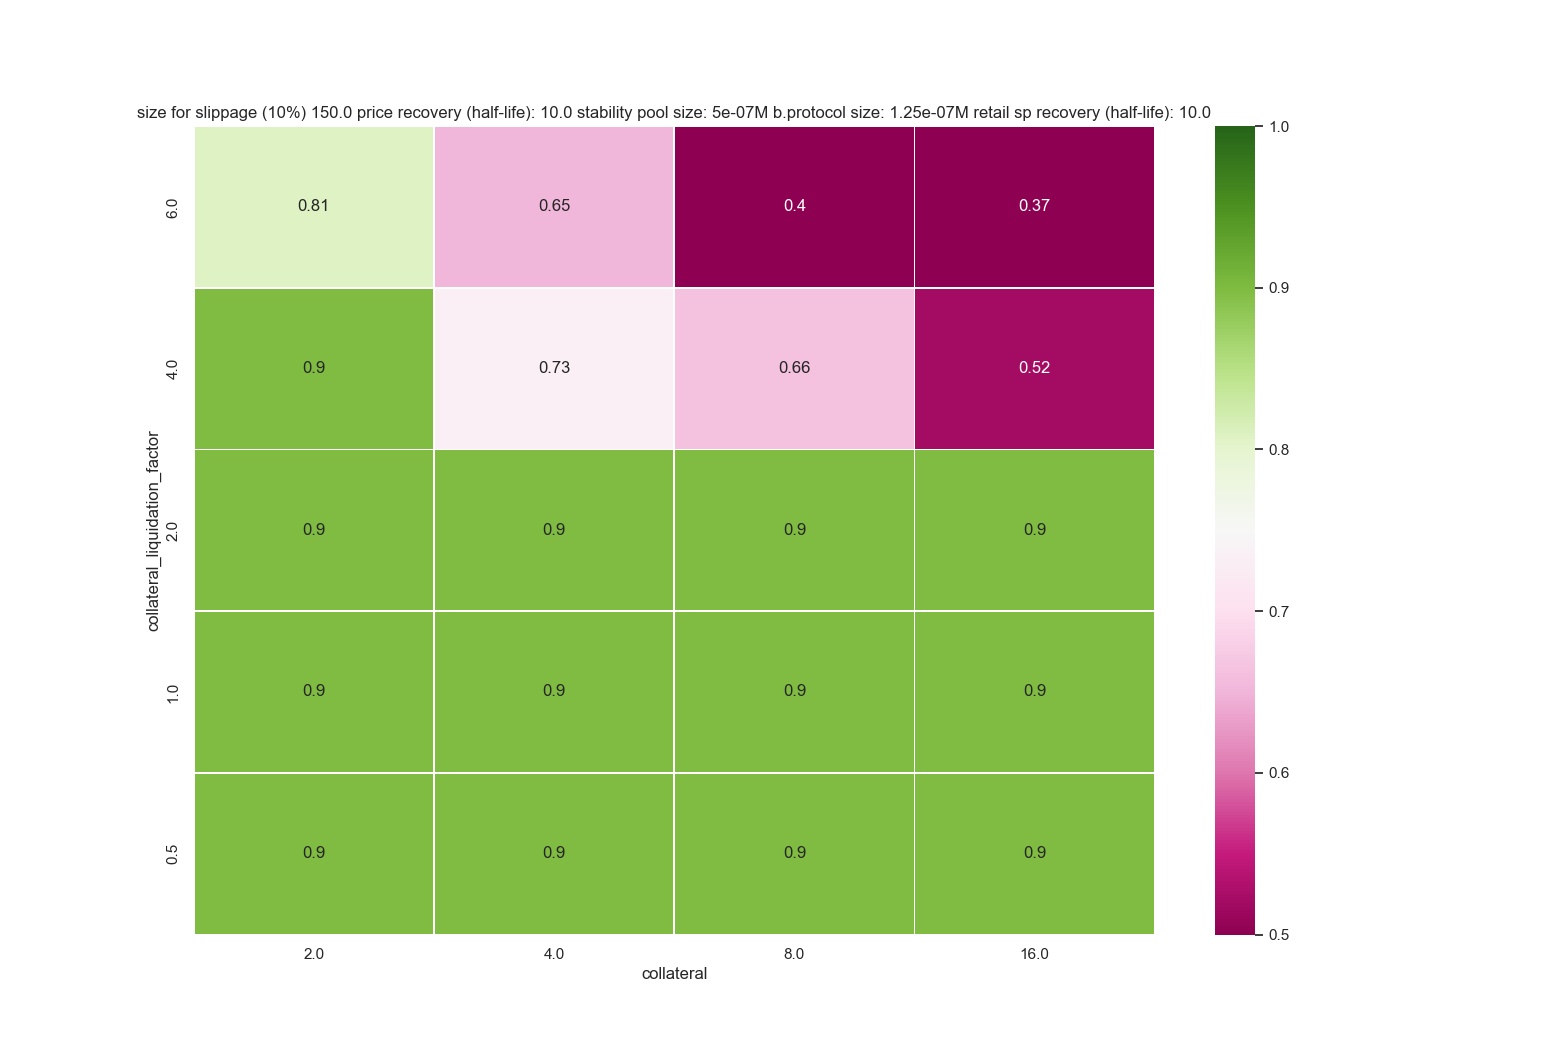 size for slippage (10%) 150.0 price recovery (half-life): 10.0 stability pool size: 5e-07M b.protocol size: 1.25e-07M retail sp recovery (half-life): 10.0
6.0 0.81 0.65 0.4 0.37
4.0 0.9 0.73 0.66 0.52
2.0 0.9 0.9 0.9 0.9
1.0 0.9 0.9 0.9 0.9
0.5 0.9 0.9 0.9 0.9
collateral_liquidation_factor
2.0 4.0 8.0 16.0
collateral
1.0
0.9
0.8
0.7
0.6
0.5